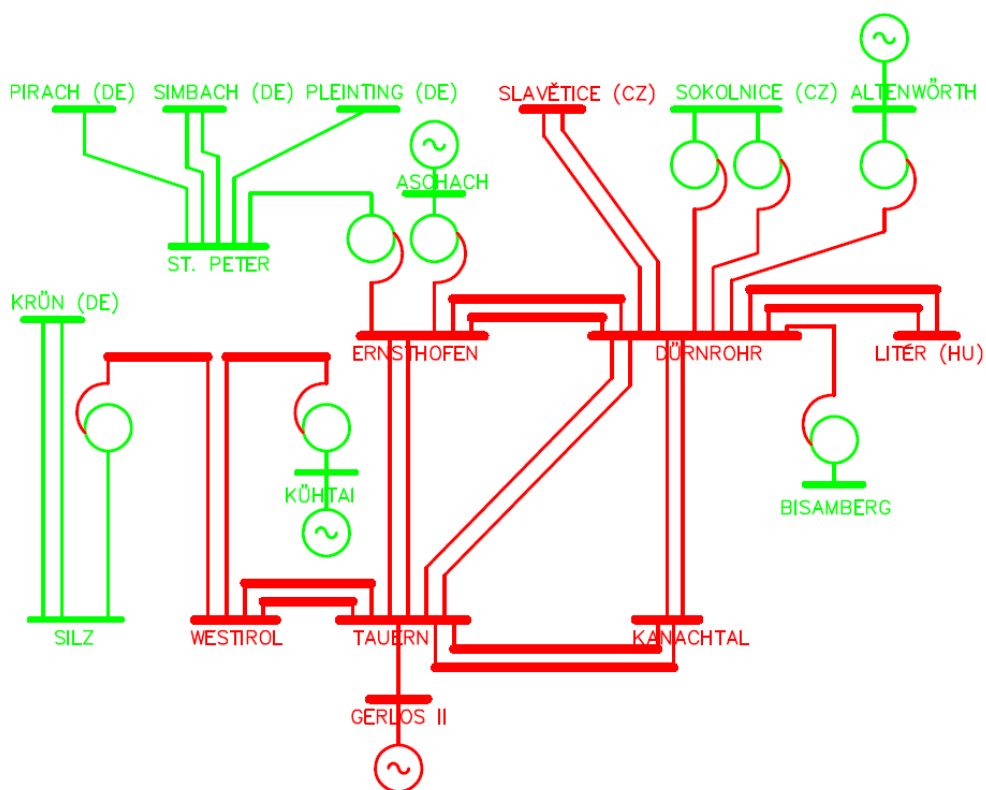 PIRACH (DE)
SIMBACH (DE)
PLEINTING (DE)
SLAVĚTICE (CZ)
SOKOLNICE (CZ)
ALTENWÖRTH
ASCHACH
ST. PETER
KRÜN (DE)
ERNSTHOFEN
DÜRNROHR
LITÉR (HU)
KÜHTAI
BISAMBERG
SILZ
WESTIROL
TAUERN
KANACHTAL
GERLOS II